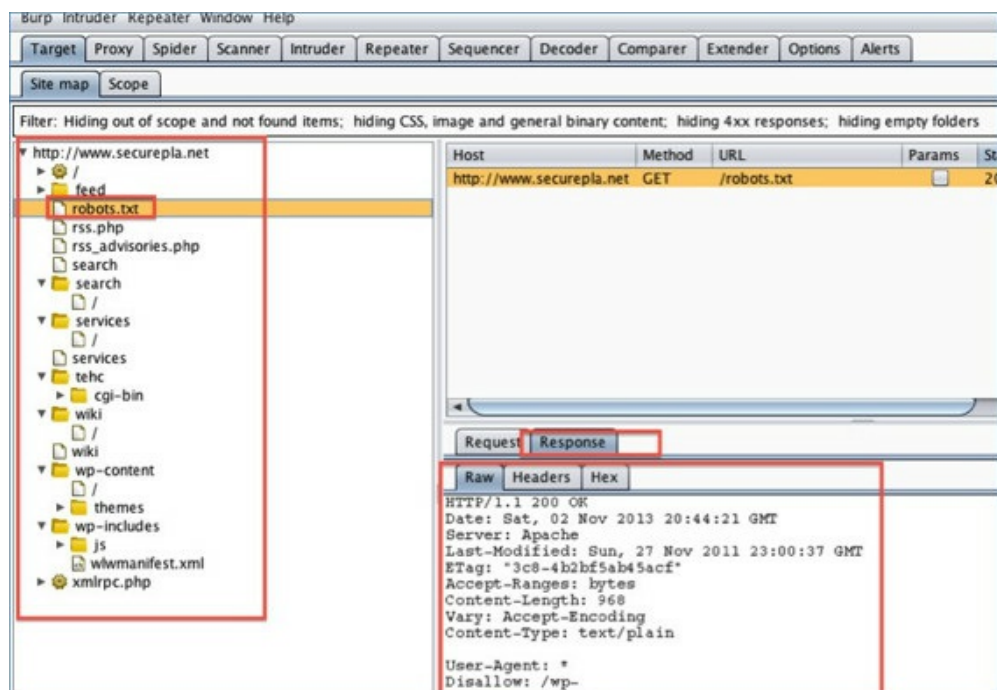 Burp Intruder Repeater Window Help
Target Proxy Spider Scanner Intruder Repeater Sequencer Decoder Comparer Extender Options Alerts
Site map Scope
Filter: Hiding out of scope and not found items; hiding CSS, image and general binary content; hiding 4xx responses; hiding empty folders
http://www.securepla.net
/
feed
robots.txt
rss.php
rss_advisories.php
search
search
/
services
/
services
tehc
cgi-bin
wiki
/
wiki
wp-content
/
themes
wp-includes
js
wlwmanifest.xml
xmlrpc.php
Host Method URL Params
http://www.securepla.net GET /robots.txt
Request Response
Raw Headers Hex
HTTP/1.1 200 OK
Date: Sat, 02 Nov 2013 20:44:21 GMT
Server: Apache
Last-Modified: Sun, 27 Nov 2011 23:00:37 GMT
ETag: "3c8-4b2bf5ab45acf"
Accept-Ranges: bytes
Content-Length: 968
Vary: Accept-Encoding
Content-Type: text/plain
User-Agent: *
Disallow: /wp-